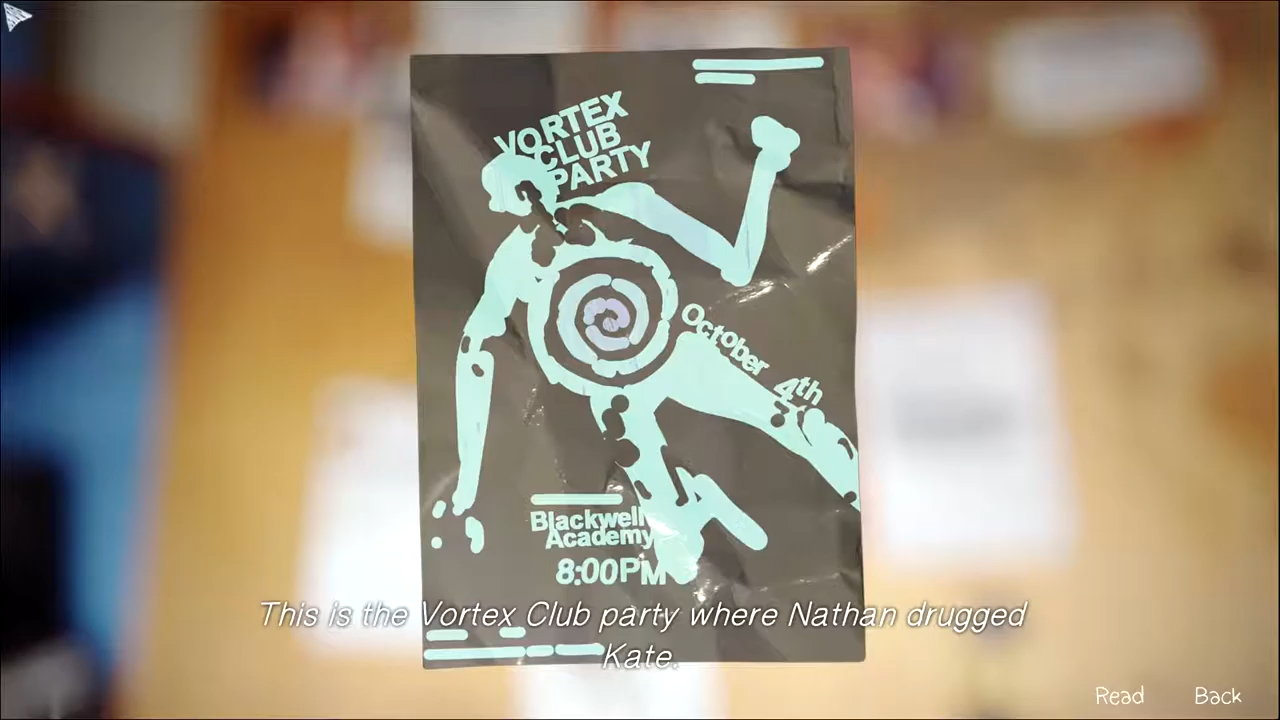 VORTEX
CLUB
PARTY
October 4th
Blackwell
Academy
8:00PM
This is the Vortex Club party where Nathan drugged
Kate.
Read Back